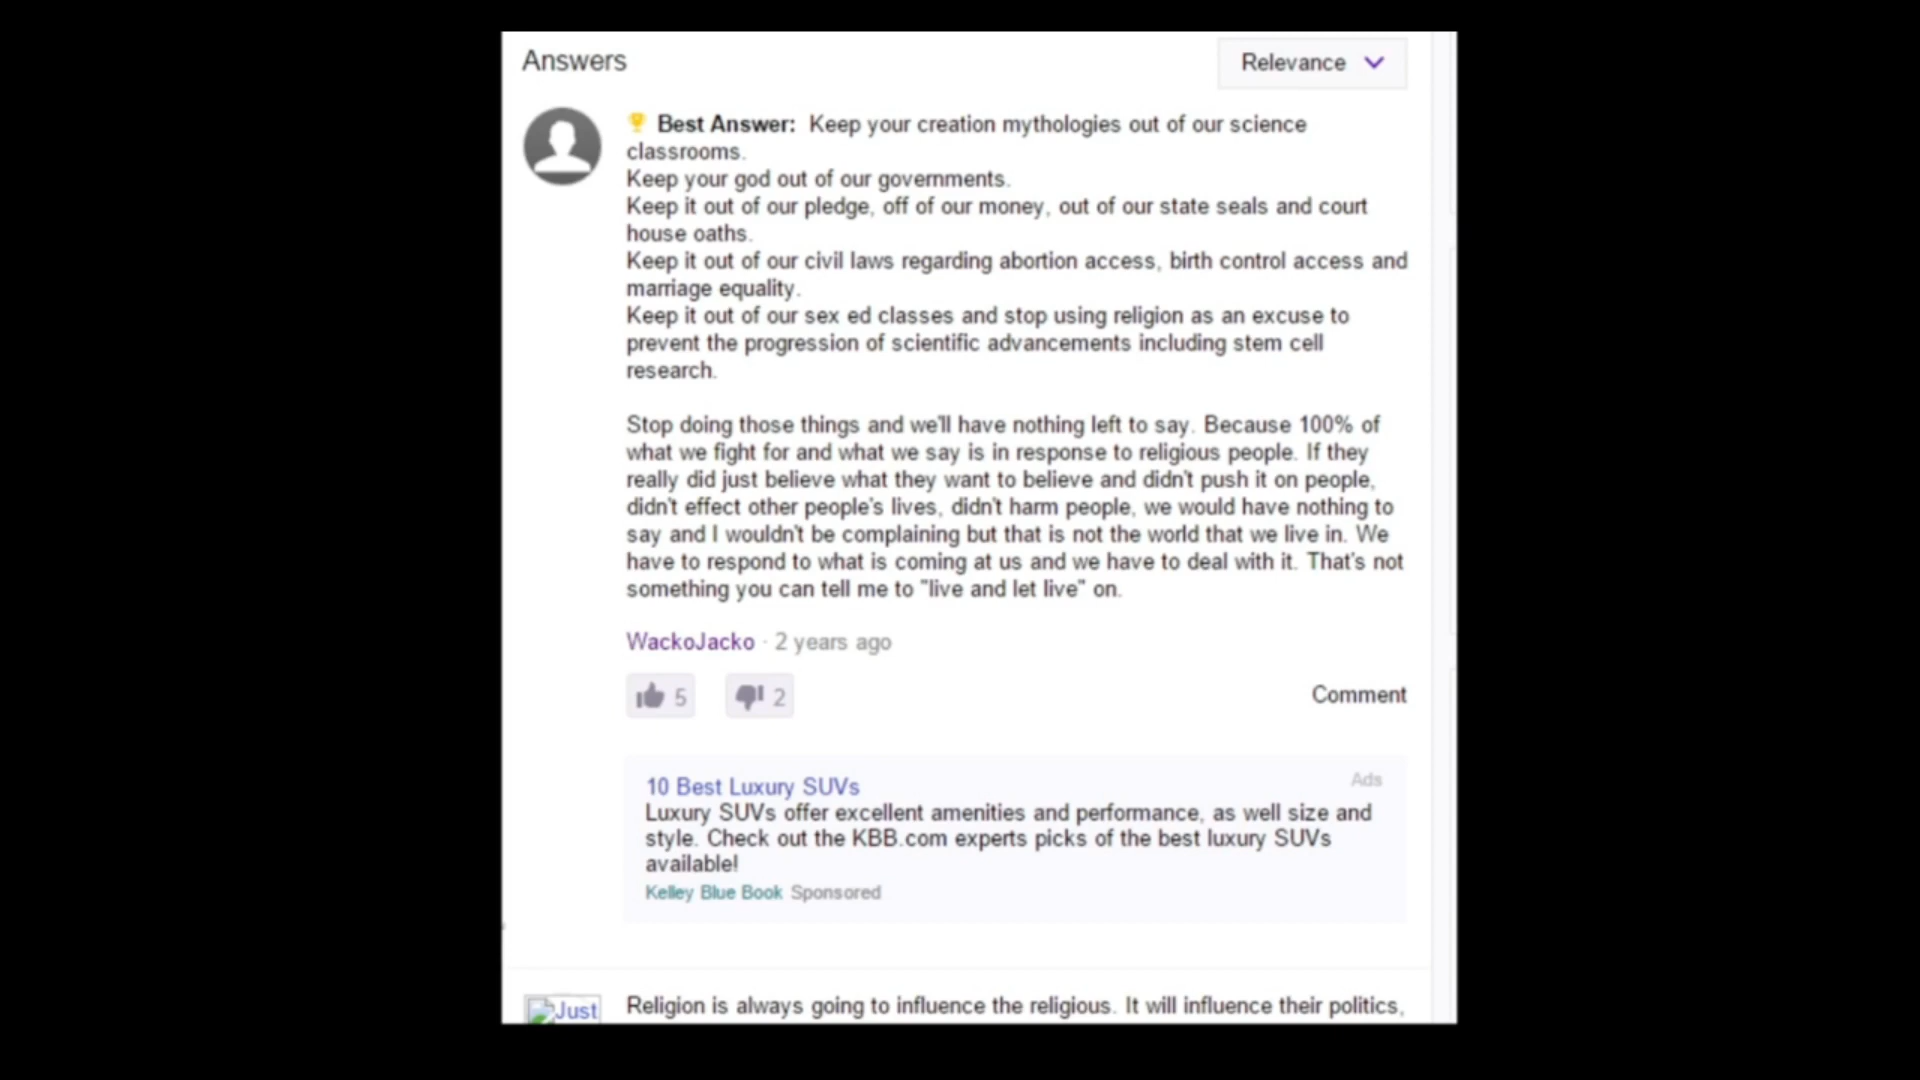 Answers
Relevance
Best Answer: Keep your creation mythologies out of our science
classrooms.
Keep your god out of our governments.
Keep it out of our pledge, off of our money, out of our state seals and court
house oaths.
Keep it out of our civil laws regarding abortion access, birth control access and
marriage equality.
Keep it out of our sex ed classes and stop using religion as an excuse to
prevent the progression of scientific advancements including stem cell
research.
Stop doing those things and we'll have nothing left to say. Because 100% of
what we fight for and what we say is in response to religious people. If they
really did just believe what they want to believe and didn't push it on people,
didn't effect other people's lives, didn't harm people, we would have nothing to
say and I wouldn't be complaining but that is not the world that we live in. We
have to respond to what is coming at us and we have to deal with it. That's not
something you can tell me to "live and let live" on.
WackoJacko · 2 years ago
5 2 Comment
10 Best Luxury SUVs Ads
Luxury SUVs offer excellent amenities and performance, as well size and
style. Check out the KBB.com experts picks of the best luxury SUVs
available!
Kelley Blue Book Sponsored
Just
Religion is always going to influence the religious. It will influence their politics,